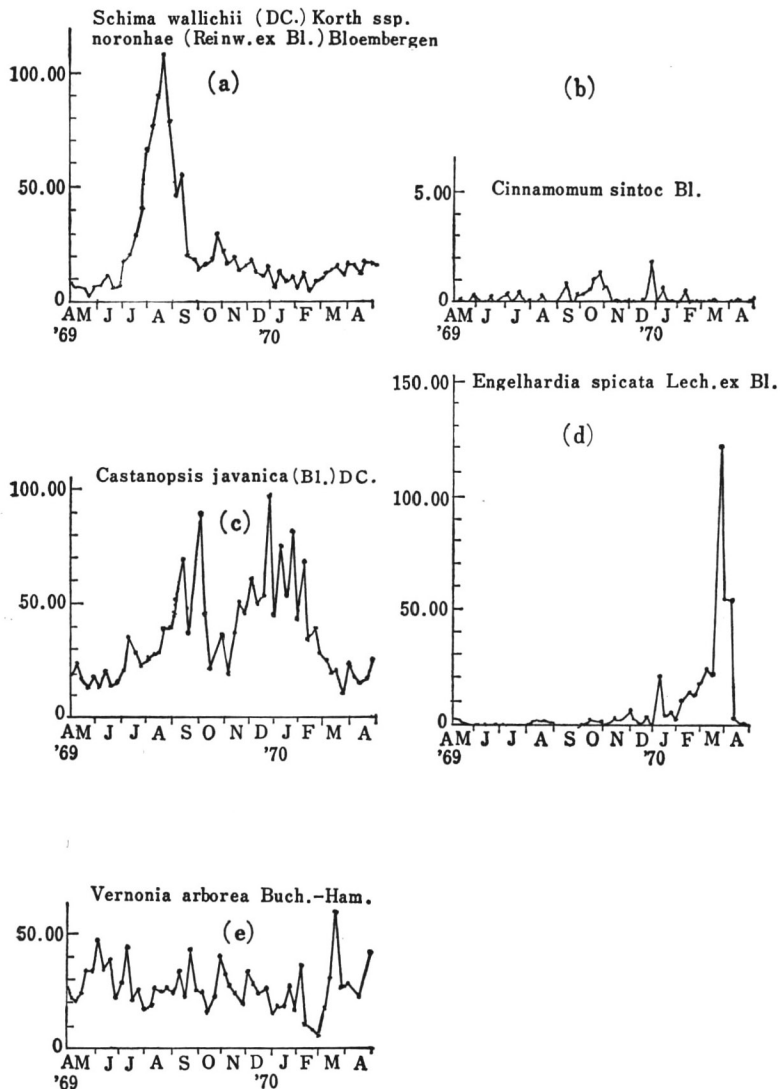 Schima wallichii (DC.) Korth ssp.
noronhae (Reinw.ex Bl.) Bloembergen
(a)
100.00
50.00
0
AM J J A S O N D J F M A
'69 '70
(b)
Cinnamomum sintoc Bl.
5.00
0
AM J J A S O N D J F M A
'69 '70
Castanopsis javanica (Bl.) DC.
(c)
100.00
50.00
0
AM J J A S O N D J F M A
'69 '70
Engelhardia spicata Lech.ex Bl.
(d)
150.00
100.00
50.00
0
AM J J A S O N D J F M A
'69 '70
Vernonia arborea Buch.-Ham.
(e)
50.00
0
AM J J A S O N D J F M A
'69 '70